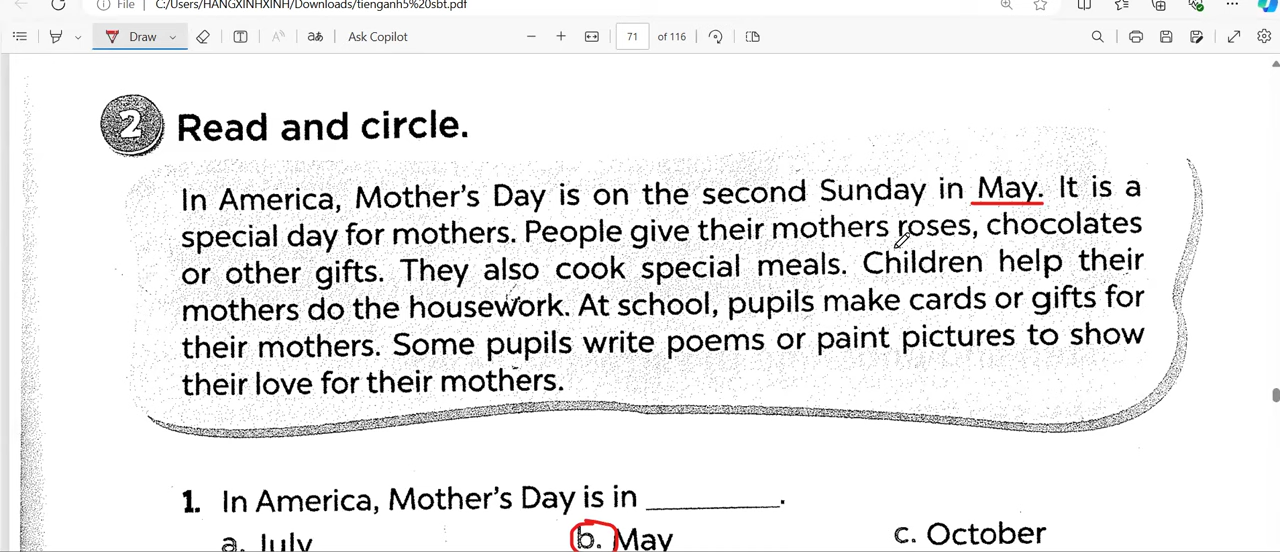 File C:/Users/HANGXINHXINH/Downloads/tienganh5%20sbt.pdf
Draw aあ Ask Copilot 71 of 116
2 Read and circle.
In America, Mother's Day is on the second Sunday in May. It is a
special day for mothers. People give their mothers roses, chocolates
or other gifts. They also cook special meals. Children help their
mothers do the housework. At school, pupils make cards or gifts for
their mothers. Some pupils write poems or paint pictures to show
their love for their mothers.
1. In America, Mother's Day is in ________.
a. July b. May c. October